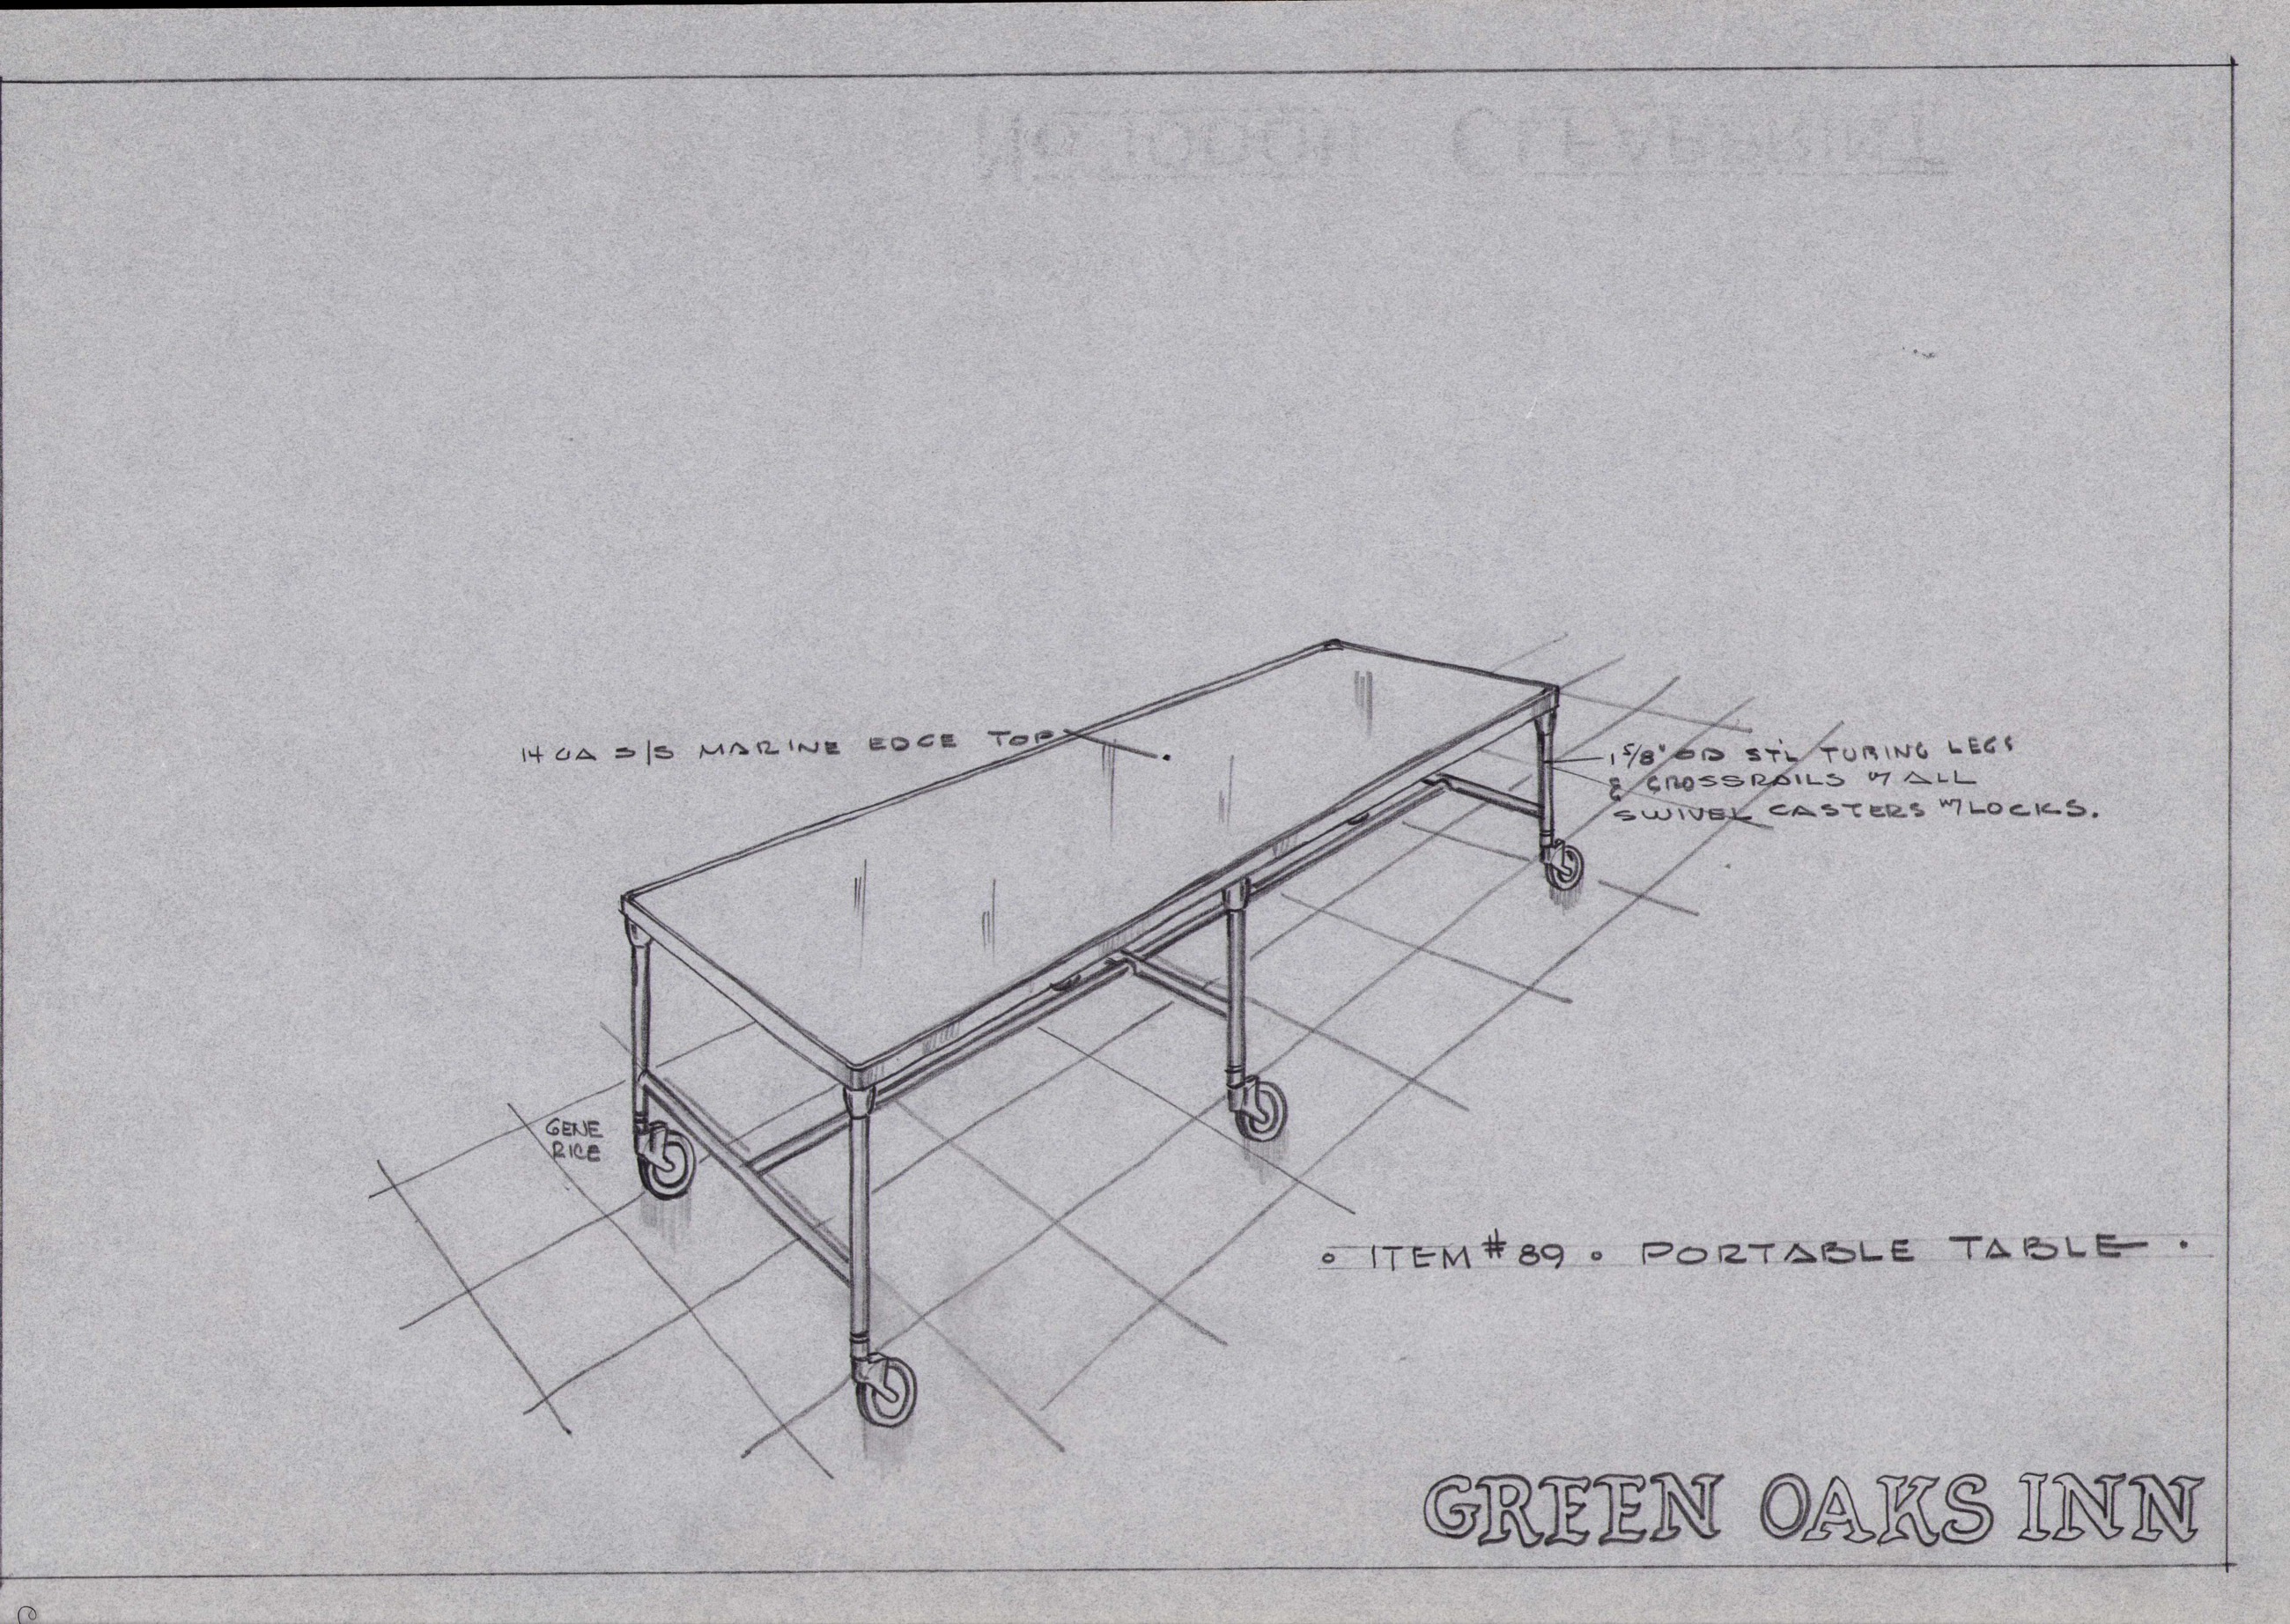 14 GA S/S MARINE EDGE TOP
1 5/8" OD ST'L TUBING LEGS
& CROSSRAILS W/ ALL
SWIVEL CASTERS W/LOCKS.
GENE
RICE
• ITEM # 89 • PORTABLE TABLE •
GREEN OAKS INN